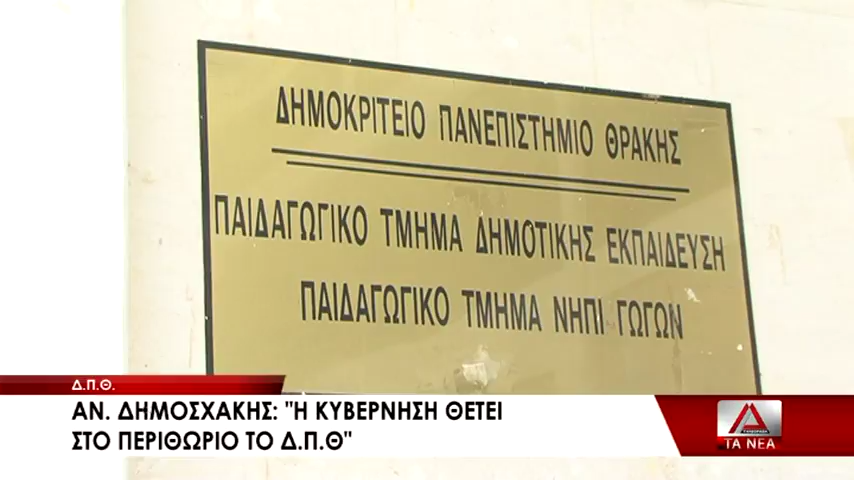 ΔΗΜΟΚΡΙΤΕΙΟ ΠΑΝΕΠΙΣΤΗΜΙΟ ΘΡΑΚΗΣ
ΠΑΙΔΑΓΩΓΙΚΟ ΤΜΗΜΑ ΔΗΜΟΤΙΚΗΣ ΕΚΠΑΙΔΕΥΣΗ
ΠΑΙΔΑΓΩΓΙΚΟ ΤΜΗΜΑ ΝΗΠΙ ΓΩΓΩΝ
Δ.Π.Θ.
ΑΝ. ΔΗΜΟΣΧΑΚΗΣ: "Η ΚΥΒΕΡΝΗΣΗ ΘΕΤΕΙ
ΣΤΟ ΠΕΡΙΘΩΡΙΟ ΤΟ Δ.Π.Θ"
ΤΑ ΝΕΑ